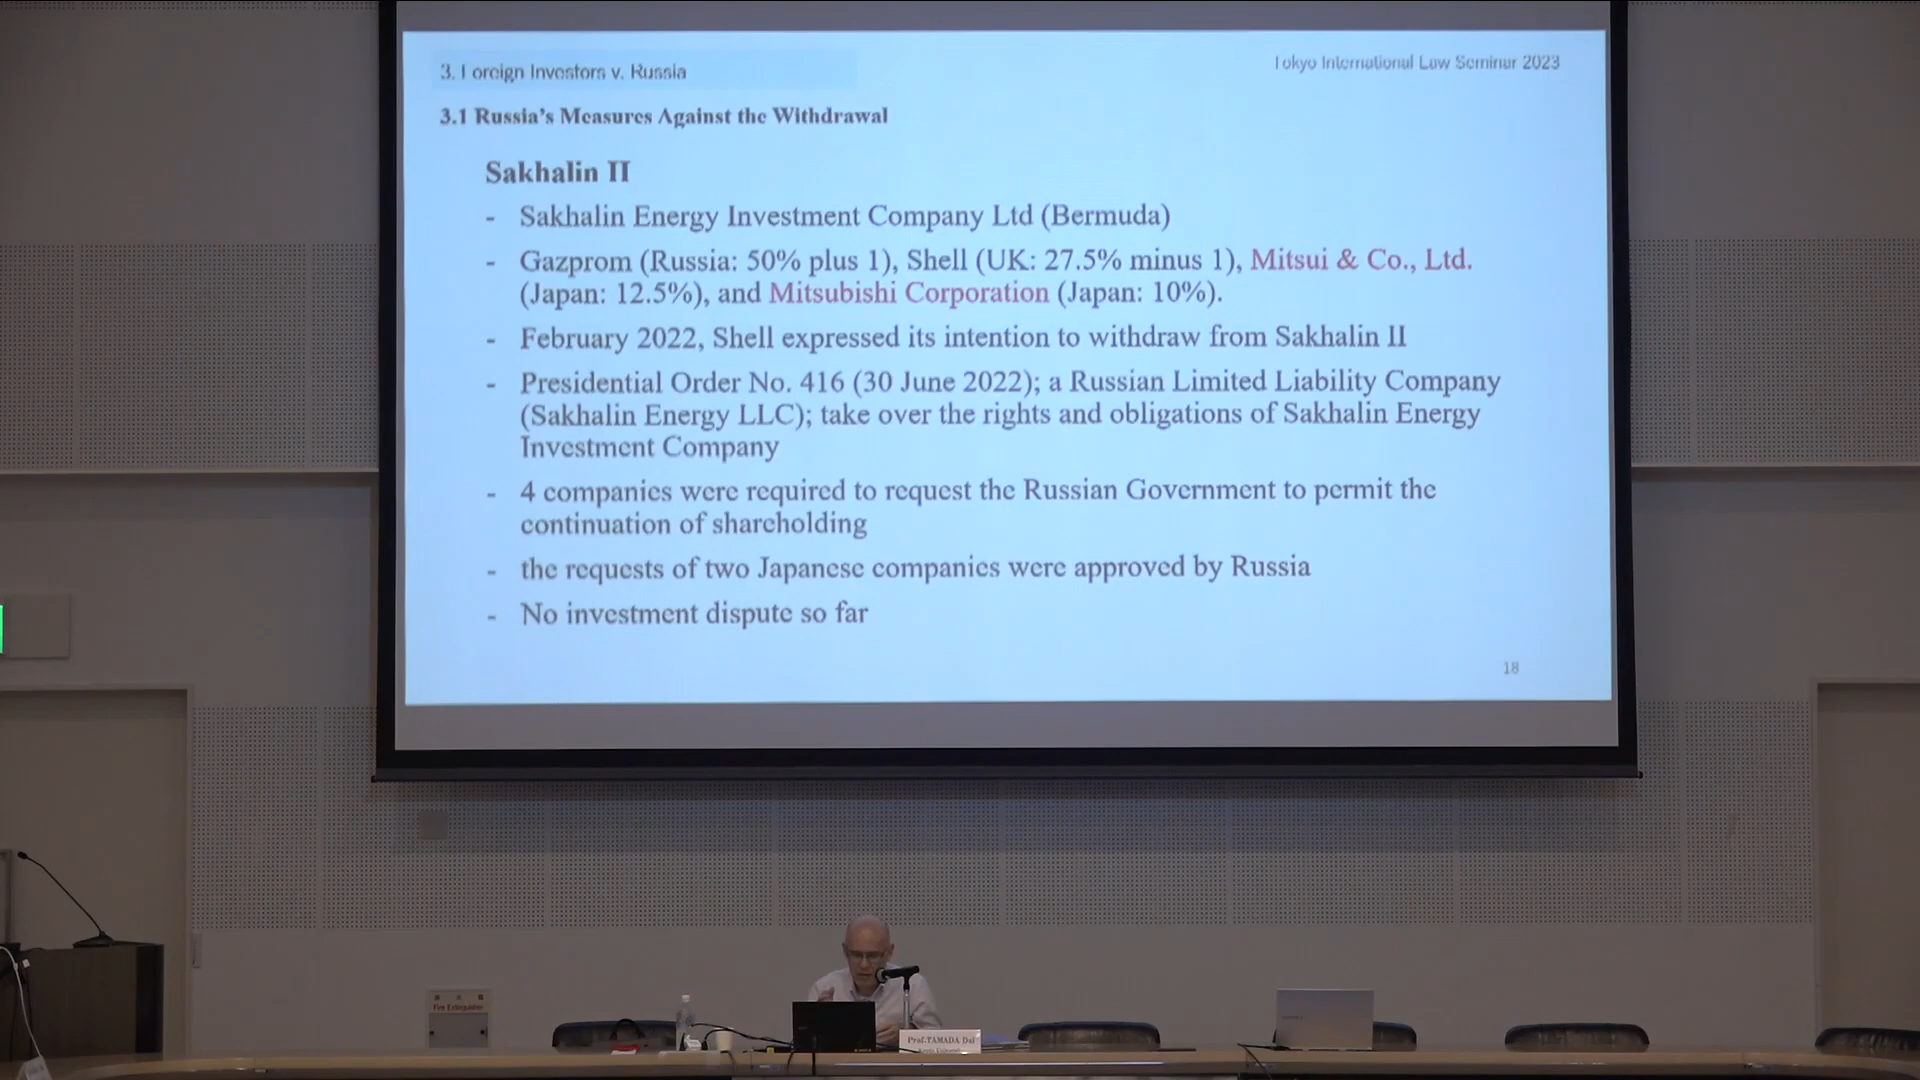 3. Foreign Investors v. Russia
Tokyo International Law Seminar 2023
3.1 Russia's Measures Against the Withdrawal
Sakhalin II
- Sakhalin Energy Investment Company Ltd (Bermuda)
- Gazprom (Russia: 50% plus 1), Shell (UK: 27.5% minus 1), Mitsui & Co., Ltd.
(Japan: 12.5%), and Mitsubishi Corporation (Japan: 10%).
- February 2022, Shell expressed its intention to withdraw from Sakhalin II
- Presidential Order No. 416 (30 June 2022); a Russian Limited Liability Company
(Sakhalin Energy LLC); take over the rights and obligations of Sakhalin Energy
Investment Company
- 4 companies were required to request the Russian Government to permit the
continuation of shareholding
- the requests of two Japanese companies were approved by Russia
- No investment dispute so far
18
Fire Extinguisher
Prof.TAMADA Dai